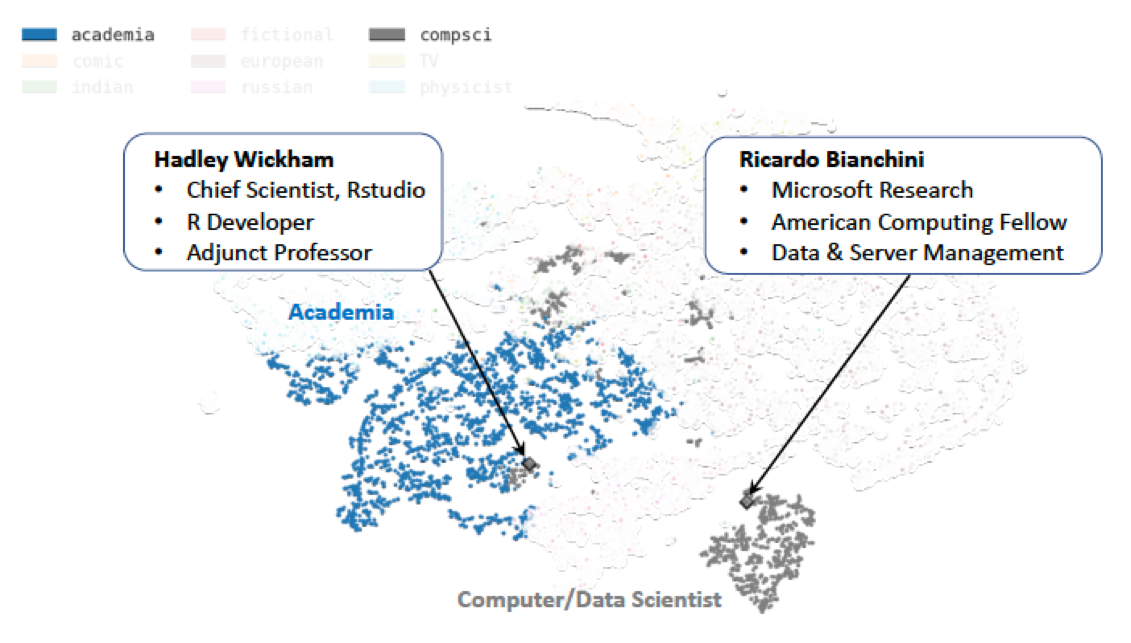 academia fictional compsci
comic european TV
indian russian physicist
Hadley Wickham
• Chief Scientist, Rstudio
• R Developer
• Adjunct Professor
Ricardo Bianchini
• Microsoft Research
• American Computing Fellow
• Data & Server Management
Academia
Computer/Data Scientist